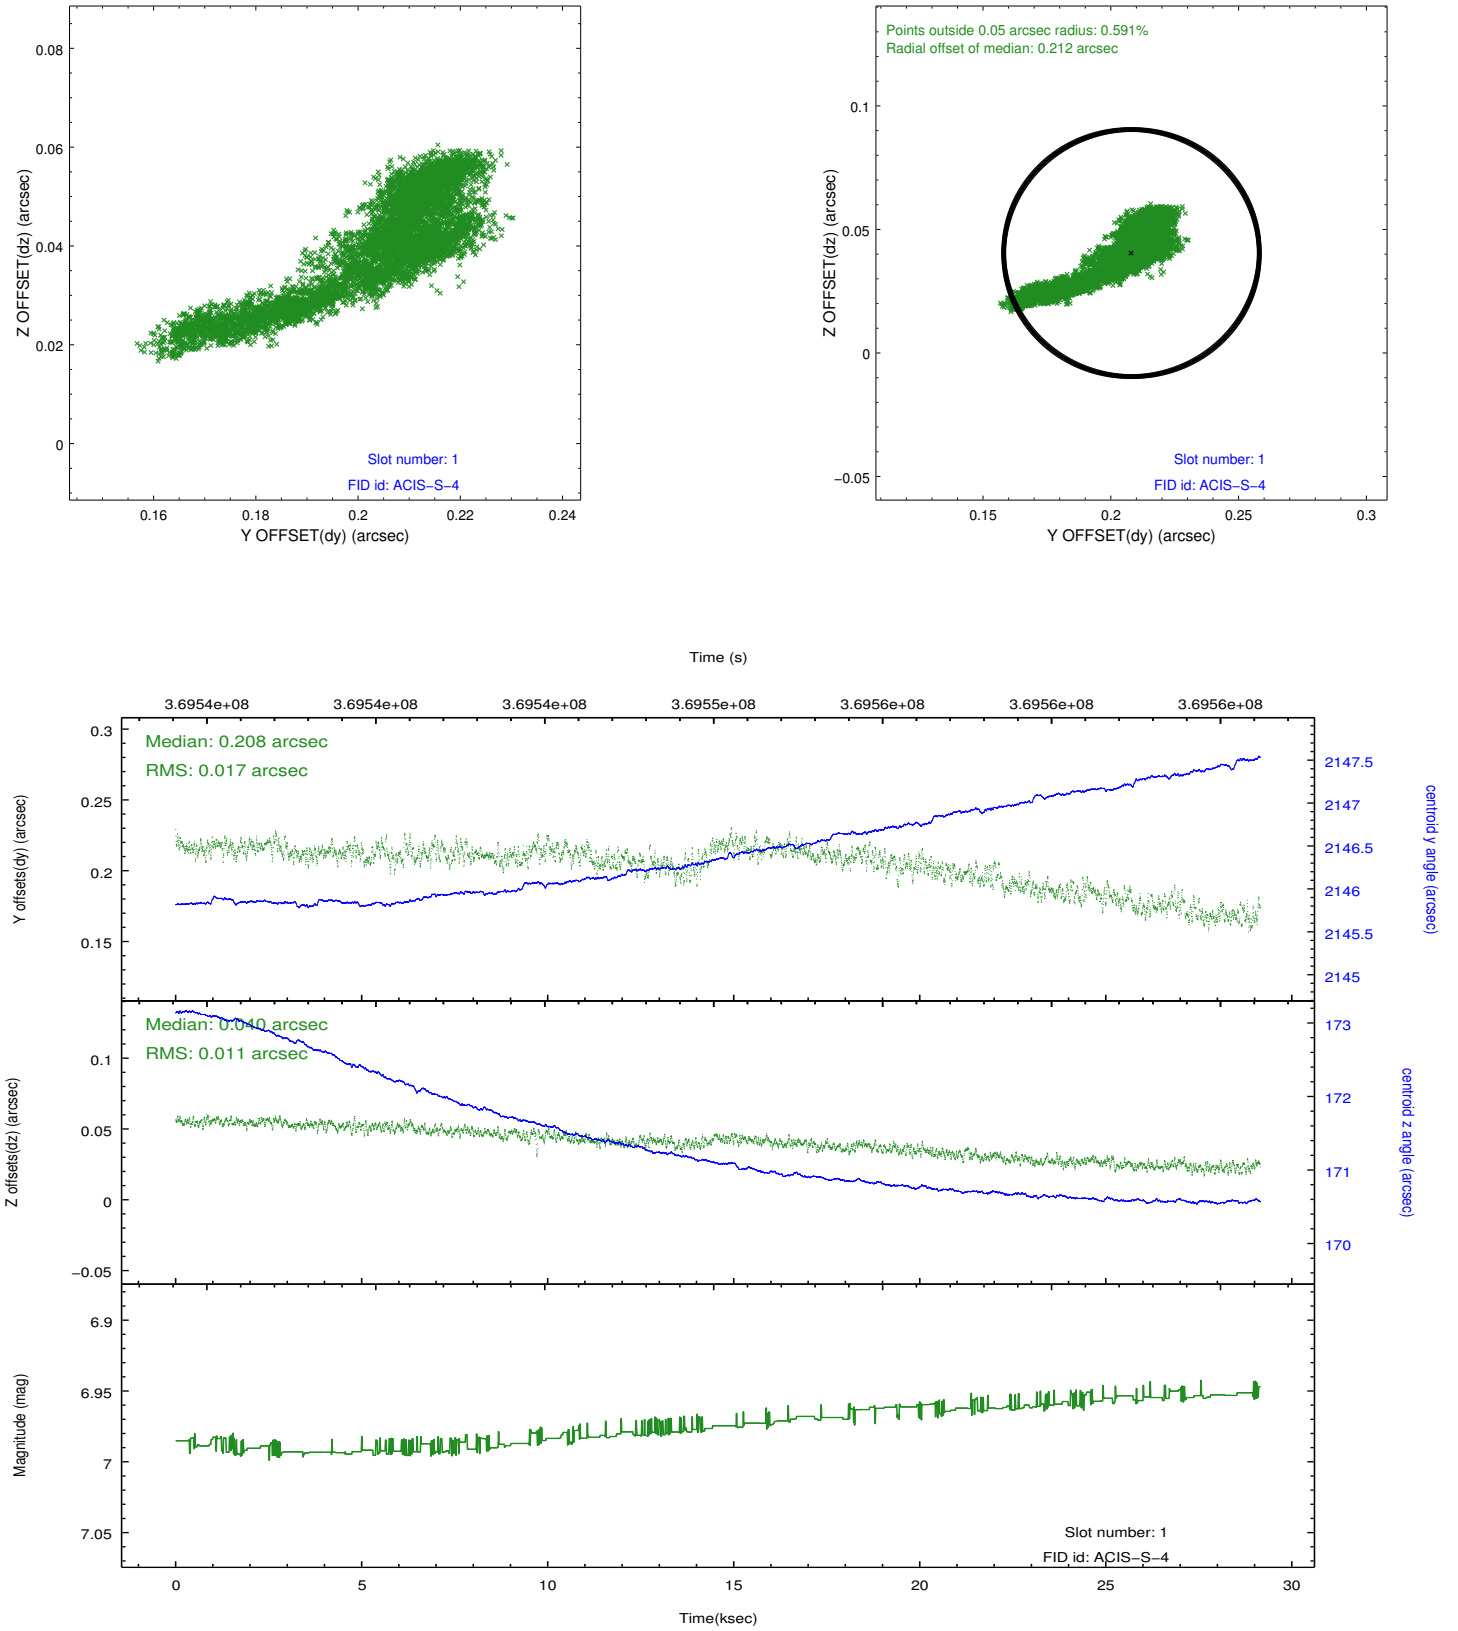 0.08
0.06
0.04
0.02
0
Z OFFSET(dz) (arcsec)
Slot number: 1
FID id: ACIS−S−4
0.16 0.18 0.2 0.22 0.24
Y OFFSET(dy) (arcsec)
Points outside 0.05 arcsec radius: 0.591%
Radial offset of median: 0.212 arcsec
0.1
0.05
0
−0.05
Z OFFSET(dz) (arcsec)
Slot number: 1
FID id: ACIS−S−4
0.15 0.2 0.25 0.3
Y OFFSET(dy) (arcsec)
Time (s)
3.6954e+08 3.6954e+08 3.6954e+08 3.6955e+08 3.6956e+08 3.6956e+08 3.6956e+08
Median: 0.208 arcsec
RMS: 0.017 arcsec
0.3
0.25
0.2
0.15
Y offsets(dy) (arcsec)
2147.5
2147
2146.5
2146
2145.5
2145
centroid y angle (arcsec)
Median: 0.040 arcsec
RMS: 0.011 arcsec
0.1
0.05
0
−0.05
Z offsets(dz) (arcsec)
173
172
171
170
centroid z angle (arcsec)
6.9
6.95
7
7.05
Magnitude (mag)
Slot number: 1
FID id: ACIS−S−4
0 5 10 15 20 25 30
Time(ksec)